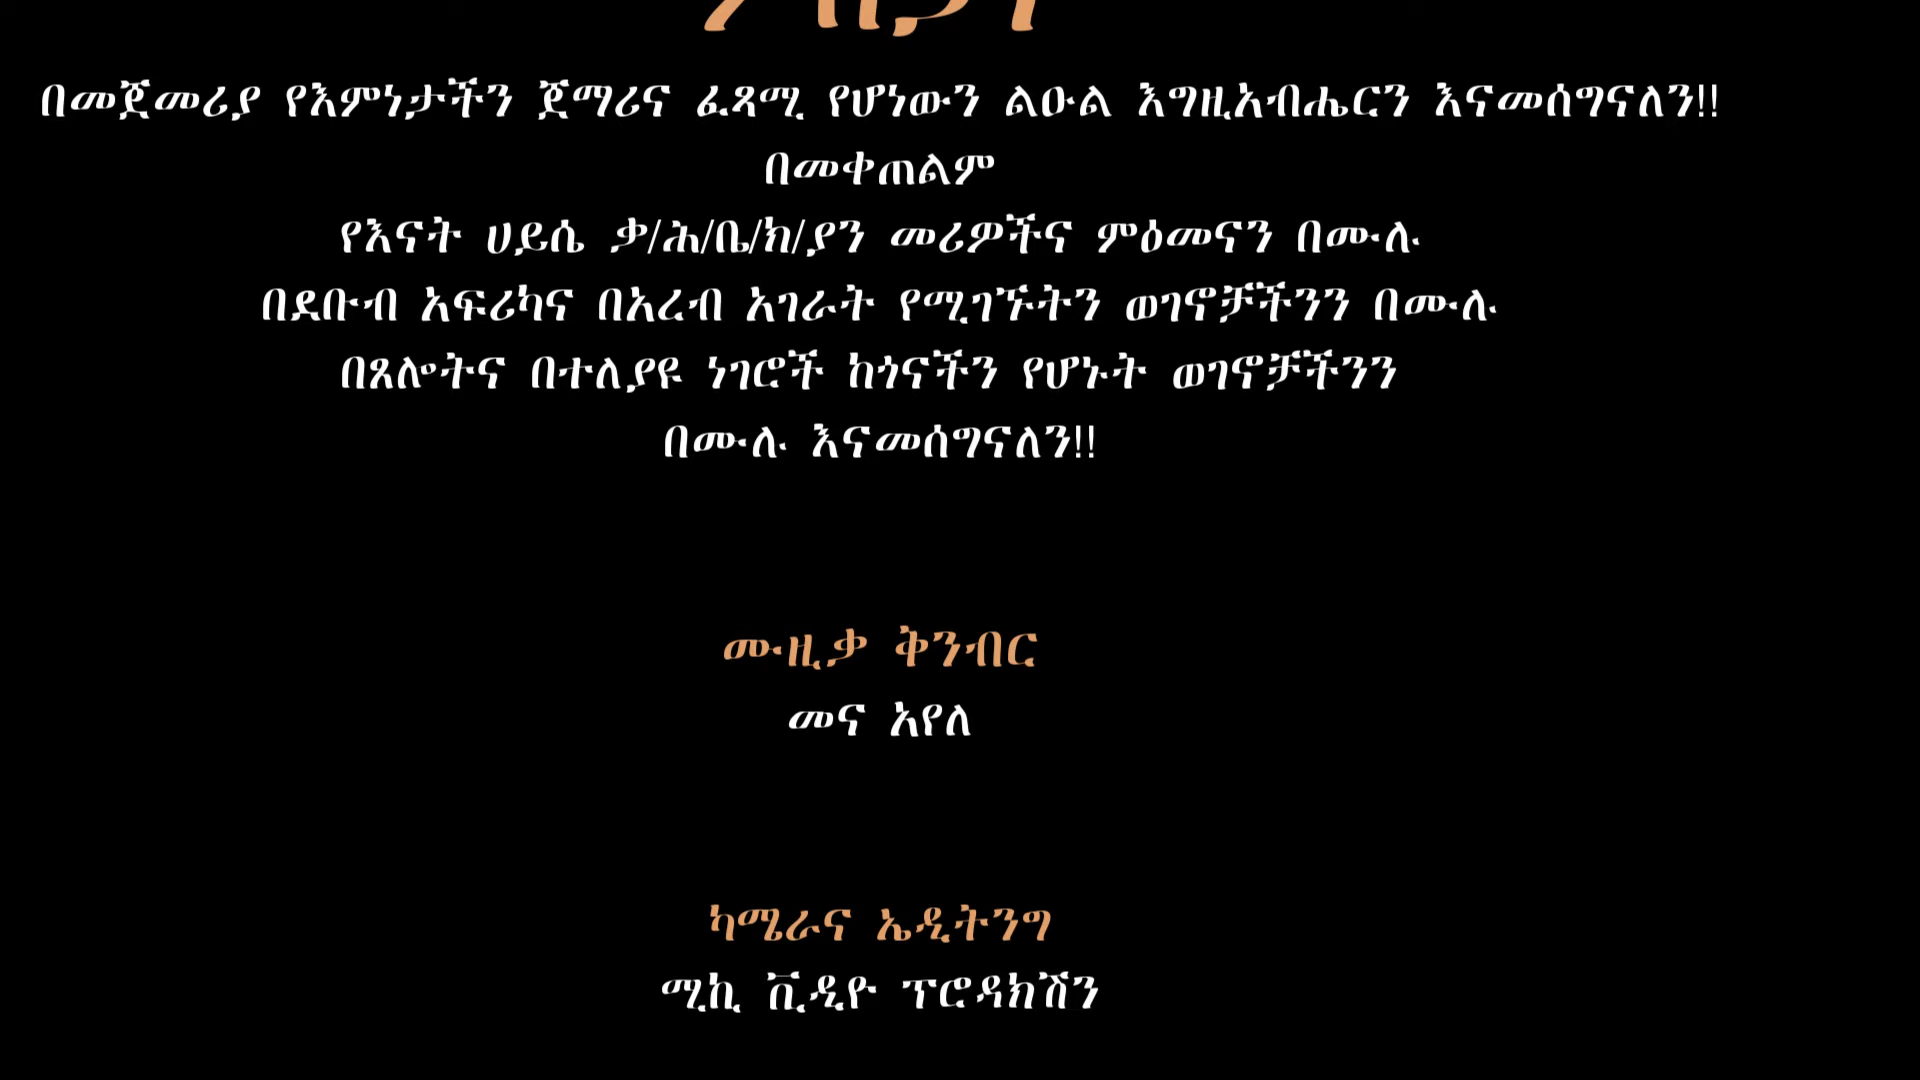 በመጀመሪያ የእምነታችን ጀማሪና ፈጻሚ የሆነውን ልዑል እግዚአብሔርን እናመሰግናለን!!
በመቀጠልም
የእናት ሀይሴ ቃ/ሕ/ቤ/ክ/ያን መሪዎችና ምዕመናን በሙሉ
በደቡብ አፍሪካና በአረብ አገራት የሚገኙትን ወገኖቻችንን በሙሉ
በጸሎትና በተለያዩ ነገሮች ከጎናችን የሆኑት ወገኖቻችንን
በሙሉ እናመሰግናለን!!
ሙዚቃ ቅንብር
መና አየለ
ካሜራና ኤዲትንግ
ሚኪ ቪዲዮ ፕሮዳክሽን